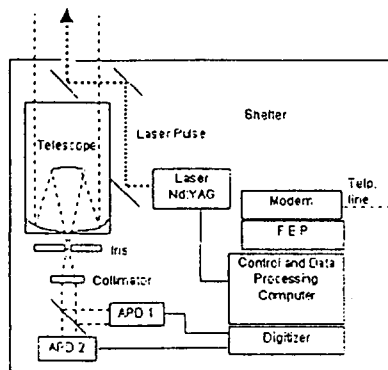 Shelter
Laser Pulse
Telescope
Laser
Nd:YAG
Modem
Telp.
line
F.E.P
Iris
Control and Data
Processing
Computer
Collimator
APD 1
Digitizer
APD 2